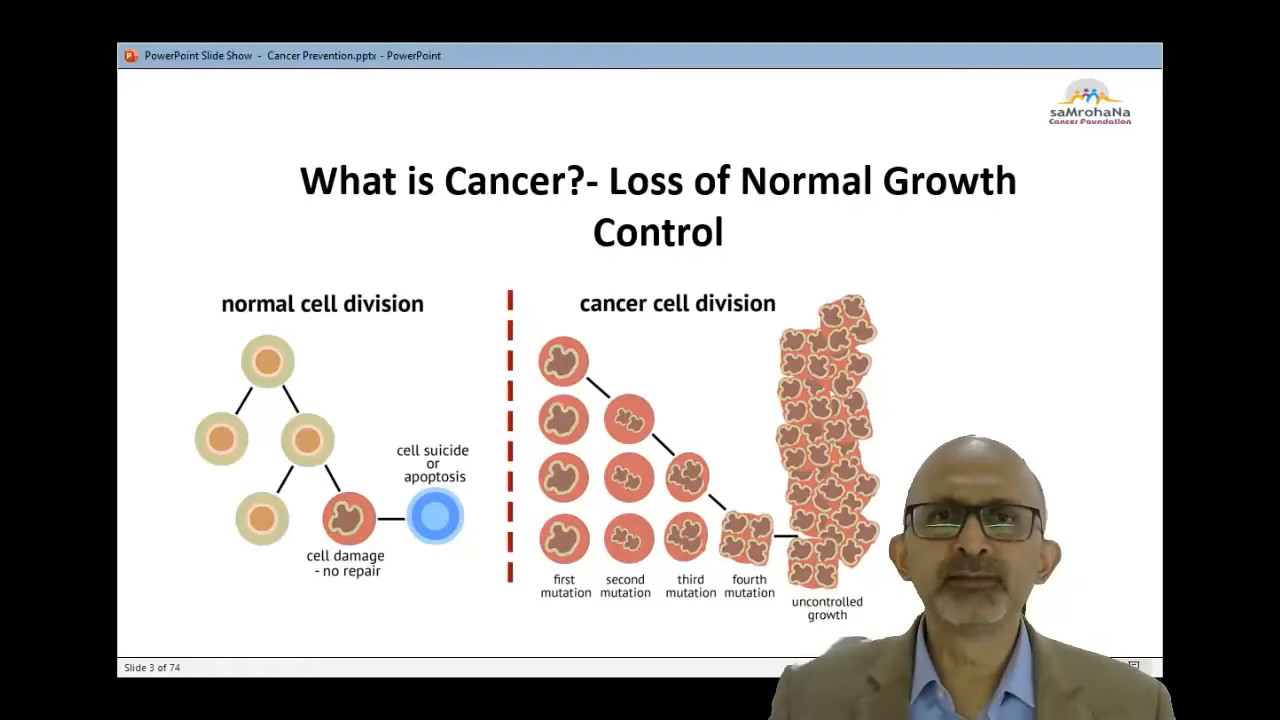 PowerPoint Slide Show - Cancer Prevention.pptx - PowerPoint
saMrohaNa
Cancer Foundation
What is Cancer?- Loss of Normal Growth
Control
normal cell division
cell suicide
or
apoptosis
cell damage
- no repair
cancer cell division
first
mutation
second
mutation
third
mutation
fourth
mutation
uncontrolled
growth
Slide 3 of 74